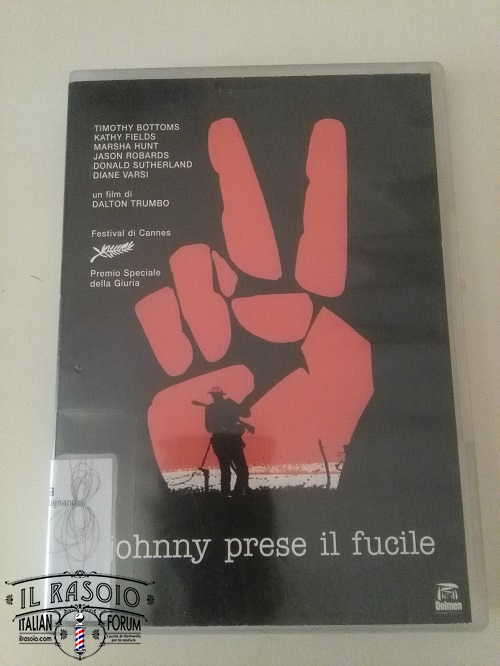 TIMOTHY BOTTOMS
KATHY FIELDS
MARSHA HUNT
JASON ROBARDS
DONALD SUTHERLAND
DIANE VARSI
un film di
DALTON TRUMBO
Festival di Cannes
Premio Speciale
della Giuria
johnny prese il fucile
Dolmen
IL RASOIO
ITALIAN FORUM
ilrasoio.com